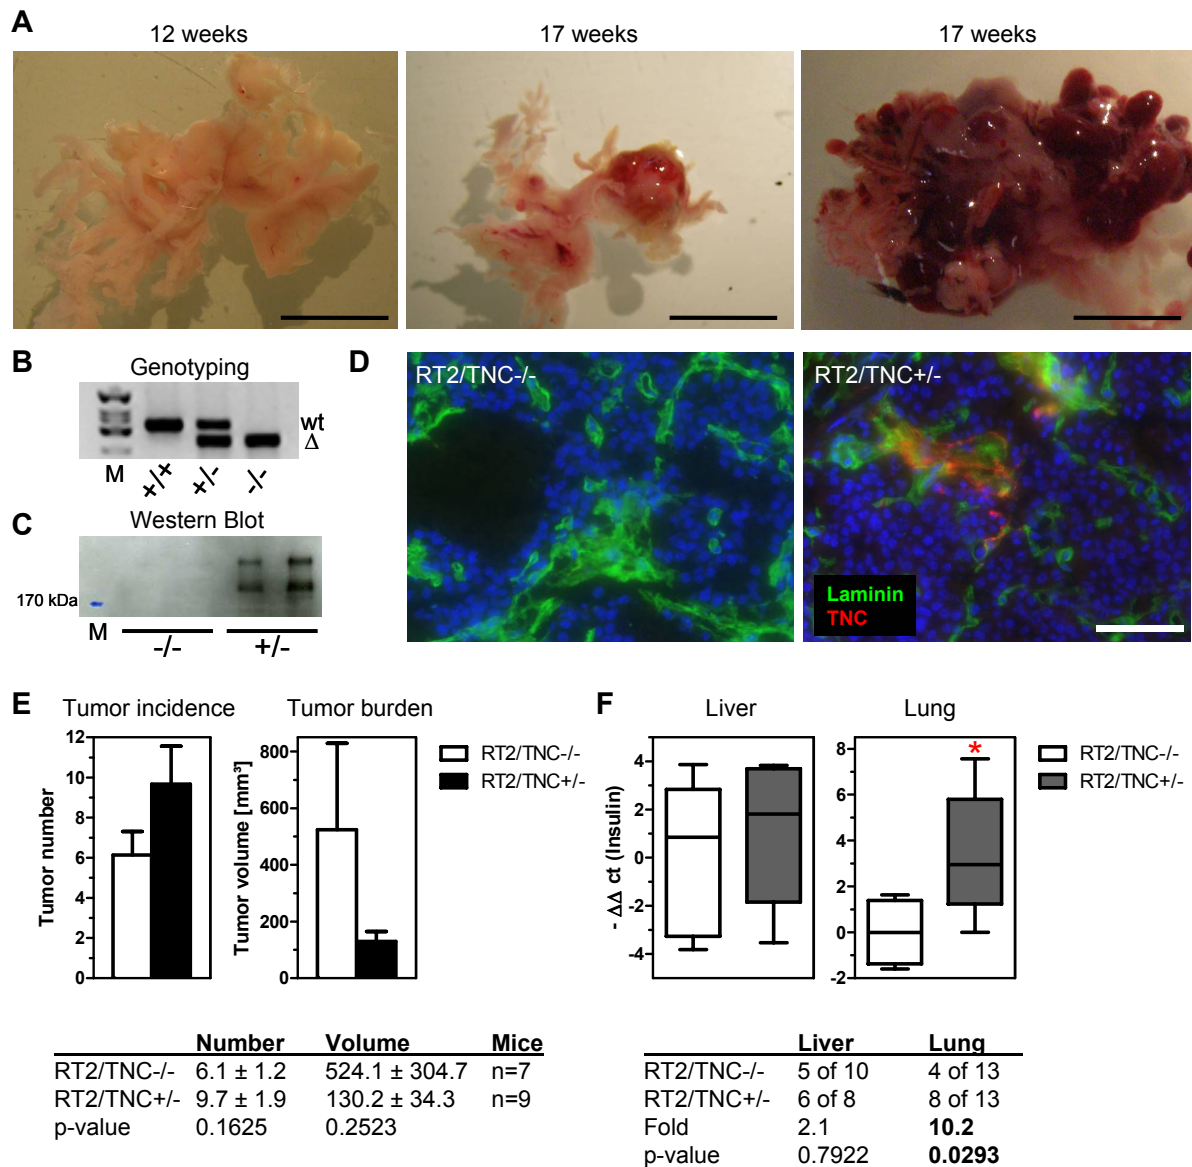 A
12 weeks
17 weeks
17 weeks
B
Genotyping
wt
Δ
M
+/+
+/-
-/-
C
Western Blot
170 kDa
M
-/-
+/-
D
RT2/TNC-/-
RT2/TNC+/-
Laminin
TNC
E
Tumor incidence
Tumor burden
Tumor number
12
10
8
6
4
2
0
Tumor volume [mm³]
800
600
400
200
0
RT2/TNC-/-
RT2/TNC+/-
F
Liver
Lung
- ΔΔ ct (Insulin)
4
2
0
-2
-4
8
6
4
2
0
-2
*
RT2/TNC-/-
RT2/TNC+/-
Number Volume Mice
RT2/TNC-/- 6.1 ± 1.2 524.1 ± 304.7 n=7
RT2/TNC+/- 9.7 ± 1.9 130.2 ± 34.3 n=9
p-value 0.1625 0.2523
Liver Lung
RT2/TNC-/- 5 of 10 4 of 13
RT2/TNC+/- 6 of 8 8 of 13
Fold 2.1 10.2
p-value 0.7922 0.0293